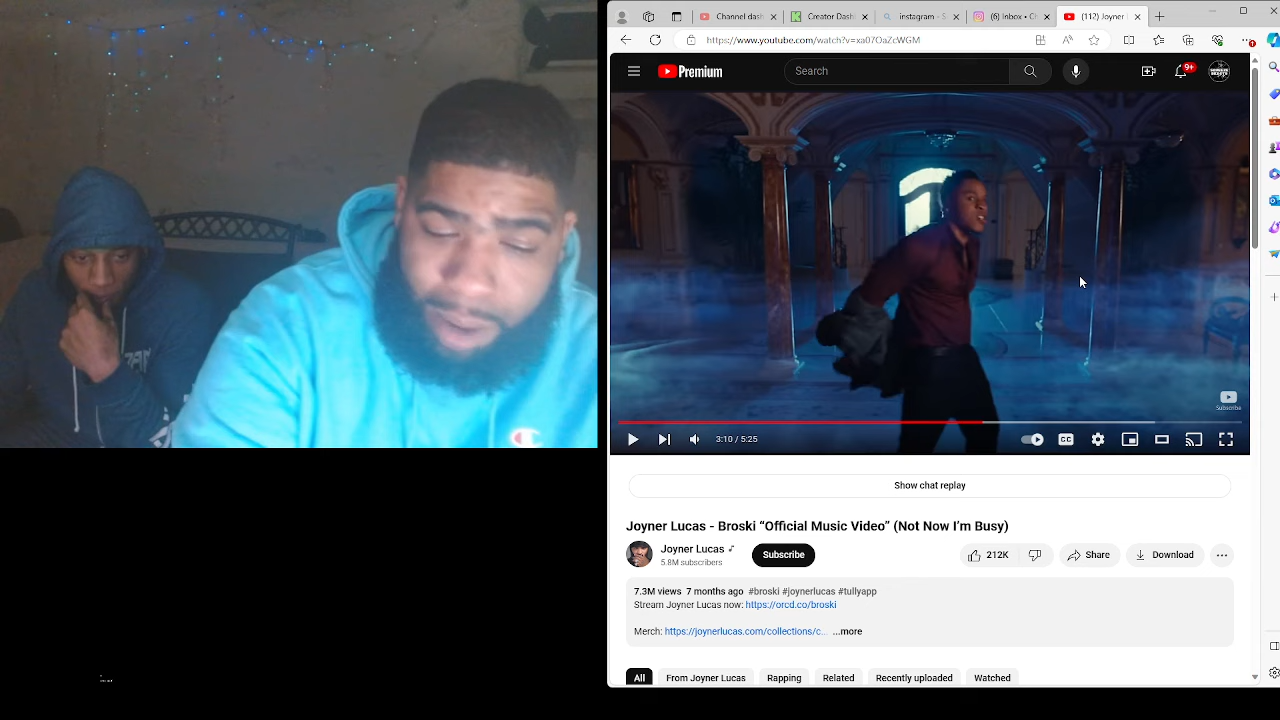 Channel dash
Creator Dash
instagram - S
(6) Inbox • C
(112) Joyner L
https://www.youtube.com/watch?v=xa07OaZcWGM
Premium
Search
9+
Subscribe
3:10 / 5:25
CC
Show chat replay
Joyner Lucas - Broski “Official Music Video” (Not Now I’m Busy)
Joyner Lucas
5.8M subscribers
Subscribe
212K
Share
Download
7.3M views 7 months ago #broski #joynerlucas #tullyapp
Stream Joyner Lucas now: https://orcd.co/broski
Merch: https://joynerlucas.com/collections/c... ...more
All
From Joyner Lucas
Rapping
Related
Recently uploaded
Watched